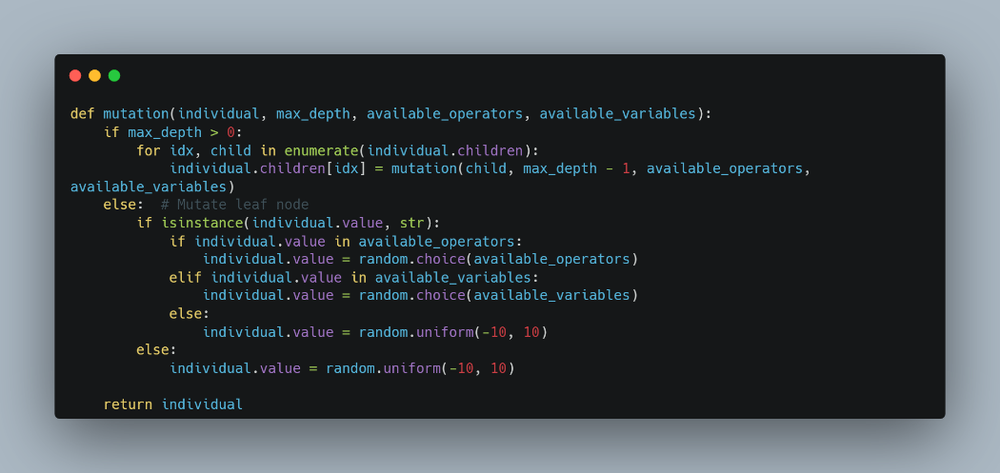 def mutation(individual, max_depth, available_operators, available_variables):
    if max_depth > 0:
        for idx, child in enumerate(individual.children):
            individual.children[idx] = mutation(child, max_depth - 1, available_operators,
available_variables)
    else:  # Mutate leaf node
        if isinstance(individual.value, str):
            if individual.value in available_operators:
                individual.value = random.choice(available_operators)
            elif individual.value in available_variables:
                individual.value = random.choice(available_variables)
            else:
                individual.value = random.uniform(-10, 10)
        else:
            individual.value = random.uniform(-10, 10)

    return individual